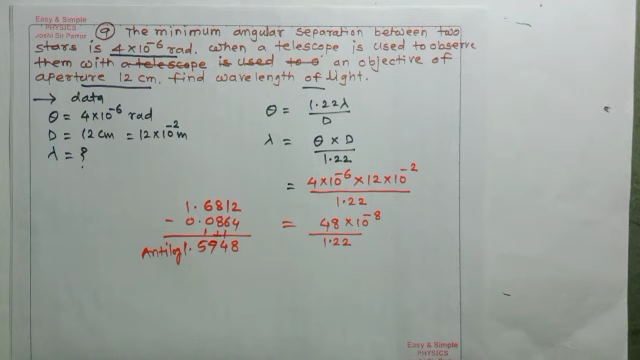 Easy & Simple
PHYSICS
Joshi Sir Partur
9 The minimum angular separation between two
stars is 4×10⁻⁶ rad. when a telescope is used to observe
them with a telescope is used to o an objective of
aperture 12 cm. find wavelength of light.
→ data
θ = 4×10⁻⁶ rad
D = 12 cm = 12×10⁻² m
λ = ?
θ = 1.22λ / D
λ = θ × D / 1.22
= 4×10⁻⁶ × 12×10⁻² / 1.22
= 48 × 10⁻⁸ / 1.22
1.6812
- 0.0864
Antilog 1.5948
Easy & Simple
PHYSICS